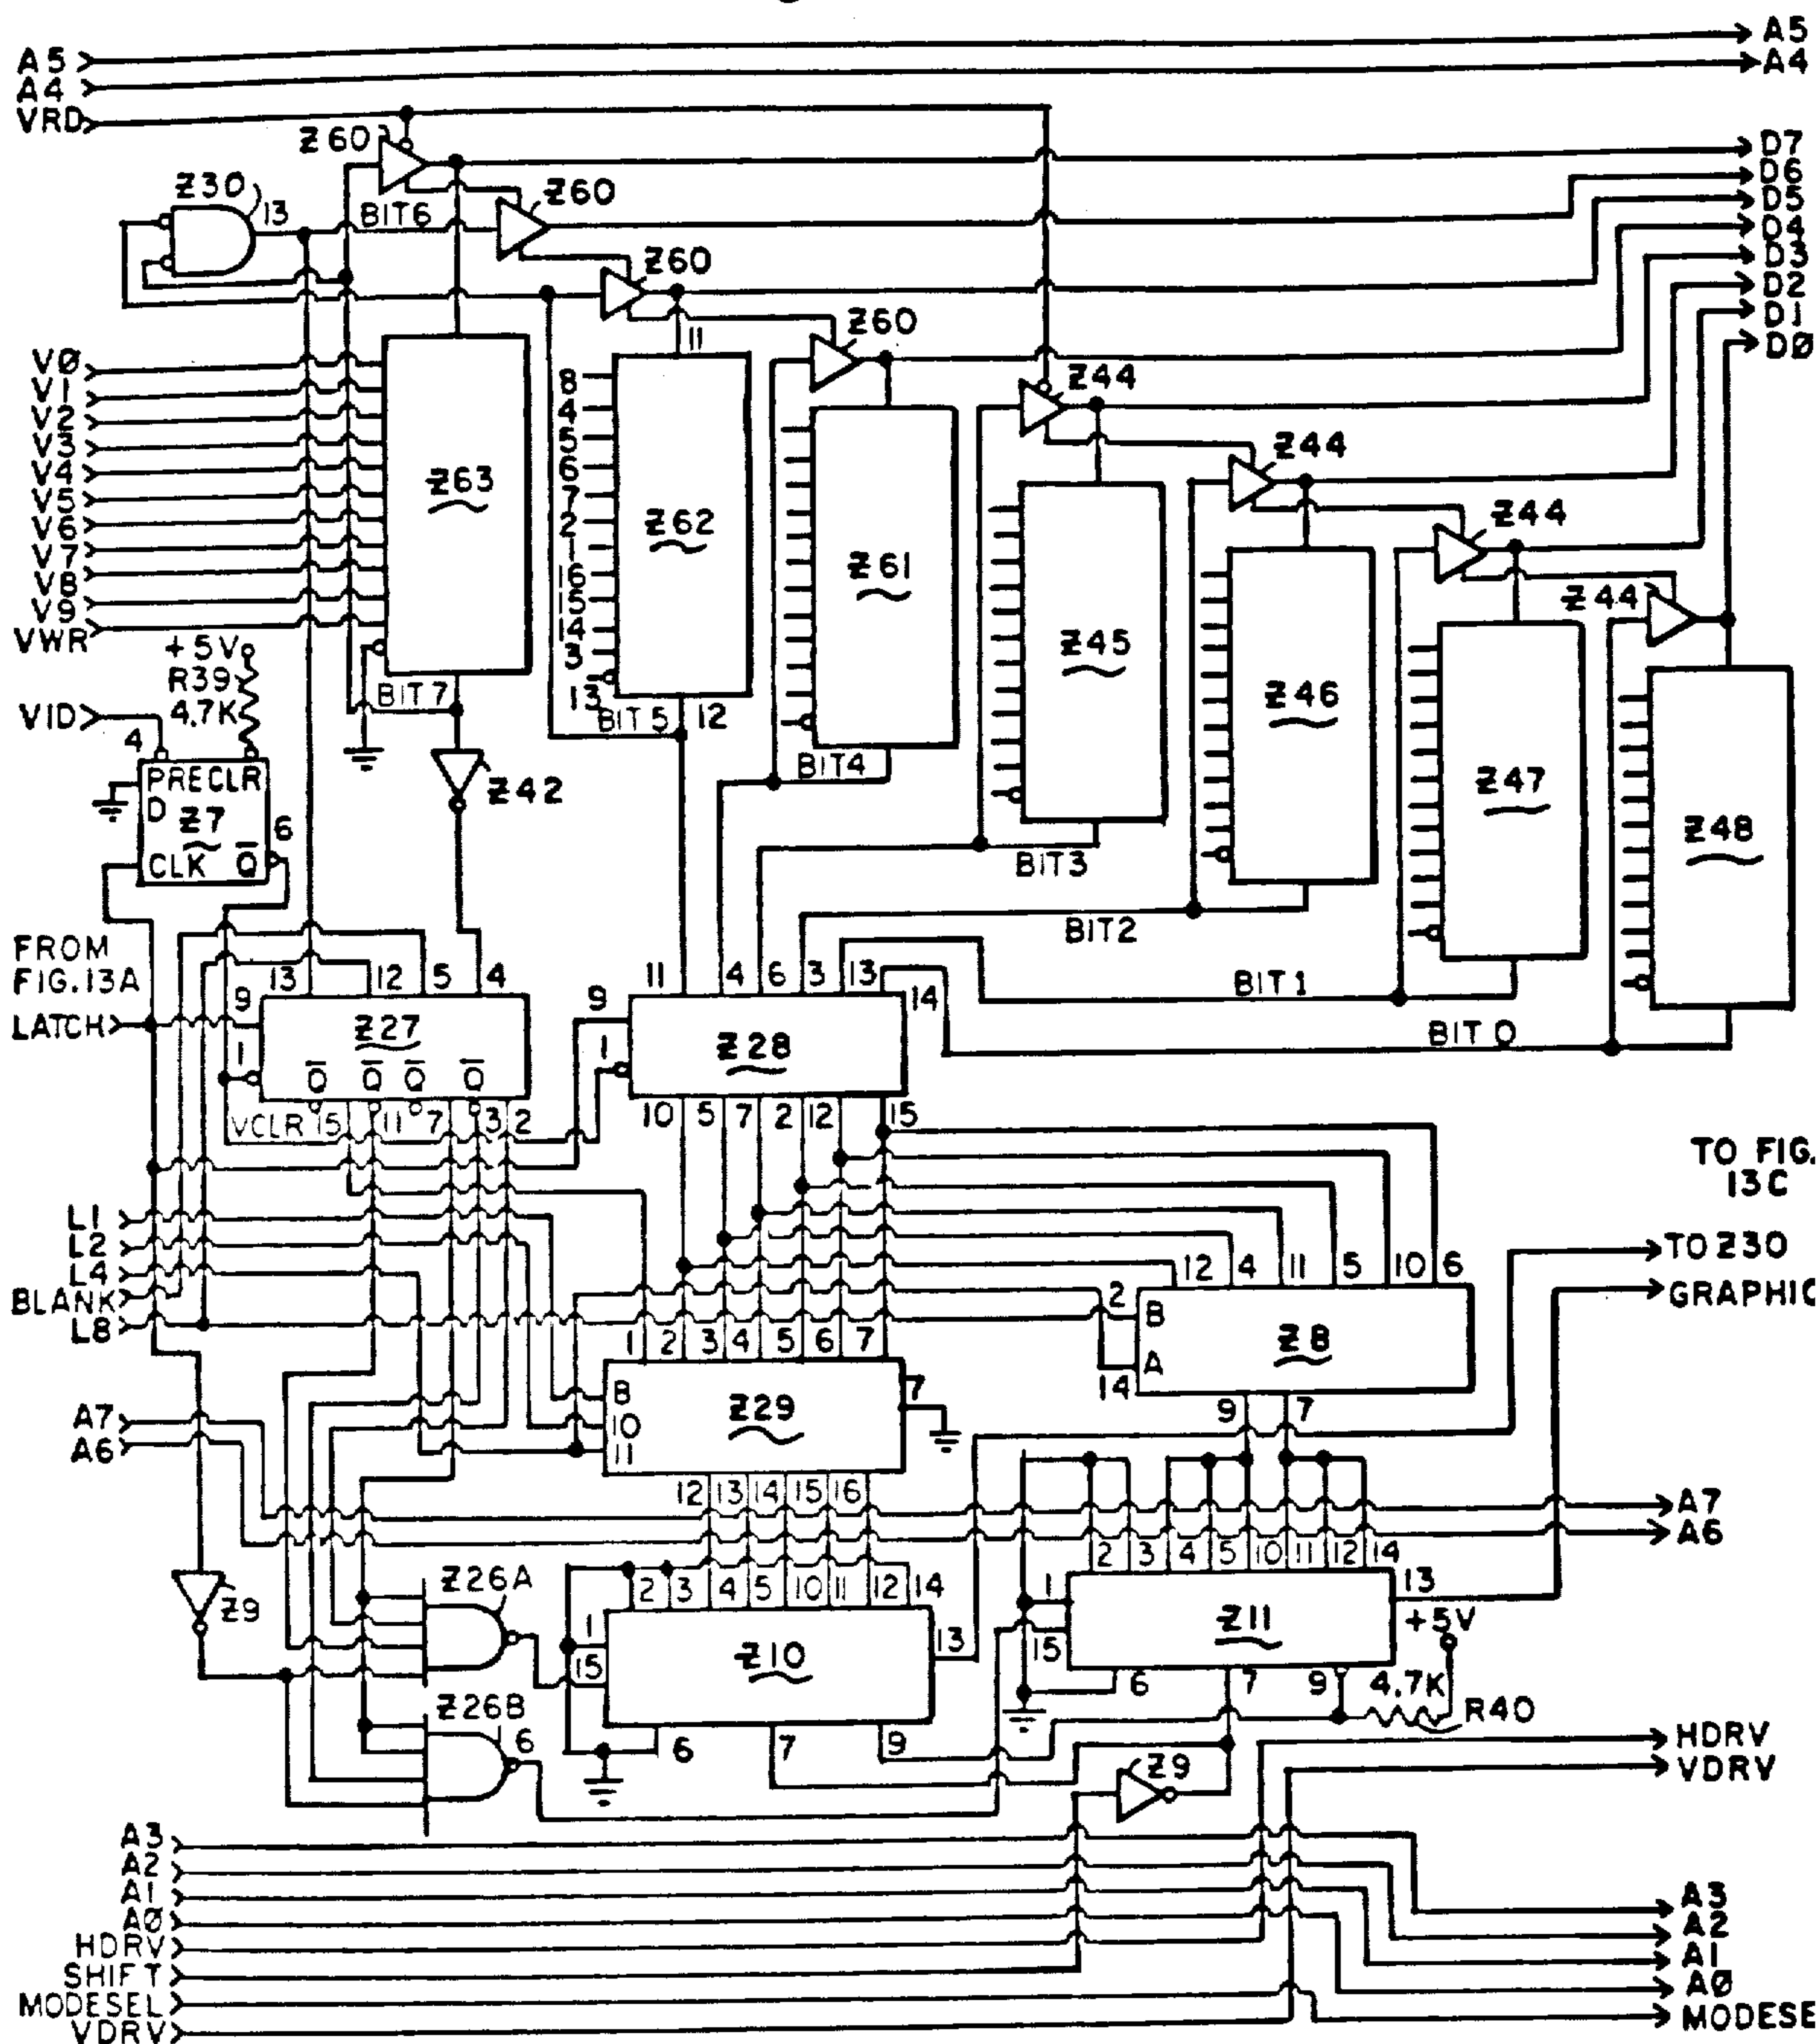 A5 A5
A4 A4
VRD
Z60
D7
D6
D5
D4
D3
D2
D1
DØ
Z30
13
BIT6
Z60
Z60
Z60
11
VØ
V1
V2
V3
V4
V5
V6
V7
V8
V9
VWR
8
4
5
6
7
2
1
16
15
14
3
13
Z63
Z62
Z61
Z44
Z44
Z44
Z44
Z45
Z46
Z47
Z48
+5V
R39
4.7K
VID
4
BIT7
BIT5
12
BIT4
PRE CLR
D
Z7
6
CLK Q̅
Z42
BIT3
BIT2
BIT1
BIT 0
FROM
FIG.13A
LATCH
13 12 5 4
9
Z27
1
Q̅ Q̅ Q̅ Q̅
VCLR 15 11 7 3 2
11 4 6 3 13
14
9
1
Z28
10 5 7 2 12 15
TO FIG.
13C
L1
L2
L4
BLANK
L8
TO Z30
GRAPHIC
12 4 11 5 10 6
2
B
A
14
Z8
9 7
1 2 3 4 5 6 7
8
10
11
Z29
7
12 13 14 15 16
A7
A6
A7
A6
2 3 4 5 10 11 12 14
1
15
Z11
13
6 7 9
+5V
4.7K
R40
Z9
Z26A
2 3 4 5 10 11 12 14
1
15
Z10
13
6 7 9
Z26B
6
Z9
HDRV
VDRV
A3
A2
A1
AØ
HDRV
SHIFT
MODESEL
VDRV
A3
A2
A1
AØ
MODESE